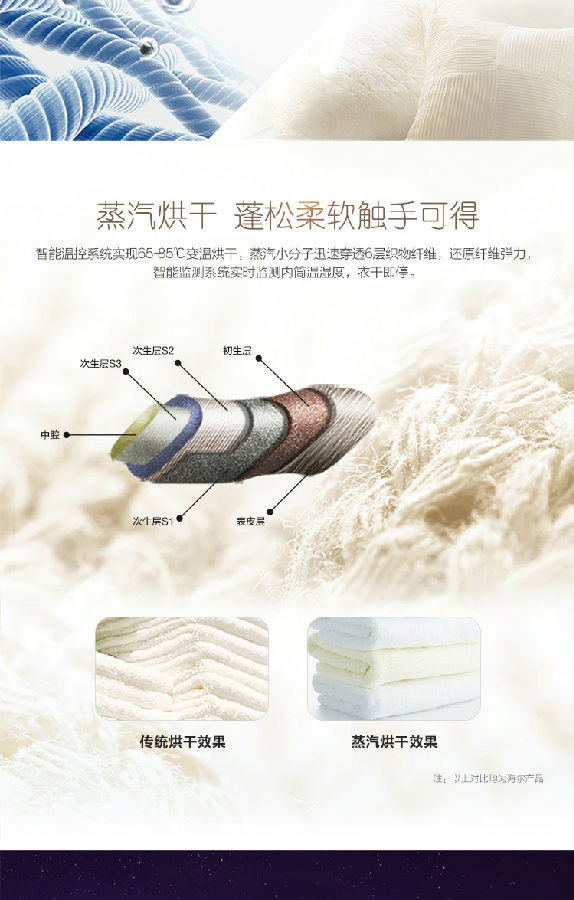 蒸汽烘干 蓬松柔软触手可得
智能温控系统实现65-85℃变温烘干，蒸汽小分子迅速穿透6层织物纤维，还原纤维弹力，
智能监测系统实时监测内筒温湿度，衣干即停。
次生层S2
初生层
次生层S3
中腔
次生层S1
表皮层
传统烘干效果
蒸汽烘干效果
注：以上对比均为海尔产品